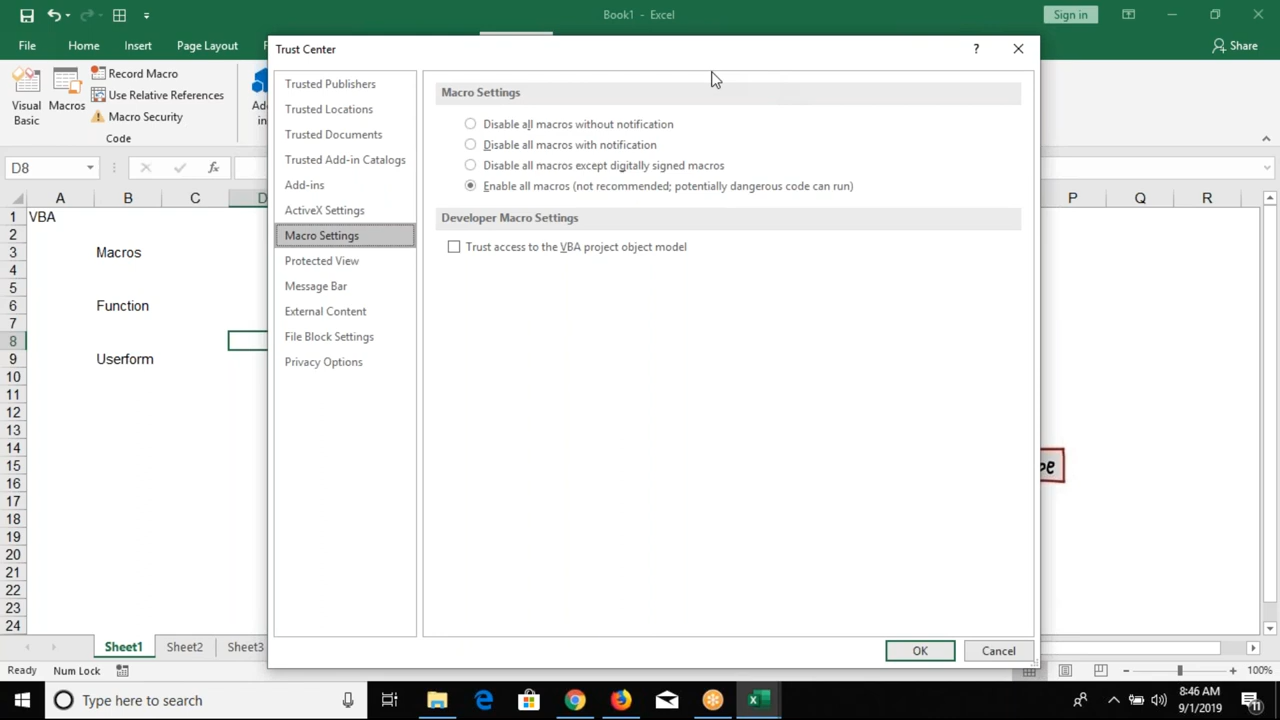 Book1 - Excel
Sign in
File
Home
Insert
Page Layout
Share
Visual Basic
Macros
Record Macro
Use Relative References
Macro Security
Code
D8
fx
A B C D
P Q R
1
2
3
4
5
6
7
8
9
10
11
12
13
14
15
16
17
18
19
20
21
22
23
24
VBA
Macros
Function
Userform
Trust Center
?
Trusted Publishers
Trusted Locations
Trusted Documents
Trusted Add-in Catalogs
Add-ins
ActiveX Settings
Macro Settings
Protected View
Message Bar
External Content
File Block Settings
Privacy Options
Macro Settings
Disable all macros without notification
Disable all macros with notification
Disable all macros except digitally signed macros
Enable all macros (not recommended; potentially dangerous code can run)
Developer Macro Settings
Trust access to the VBA project object model
OK
Cancel
Sheet1
Sheet2
Sheet3
Ready
Num Lock
100%
Type here to search
8:46 AM
9/1/2019
11